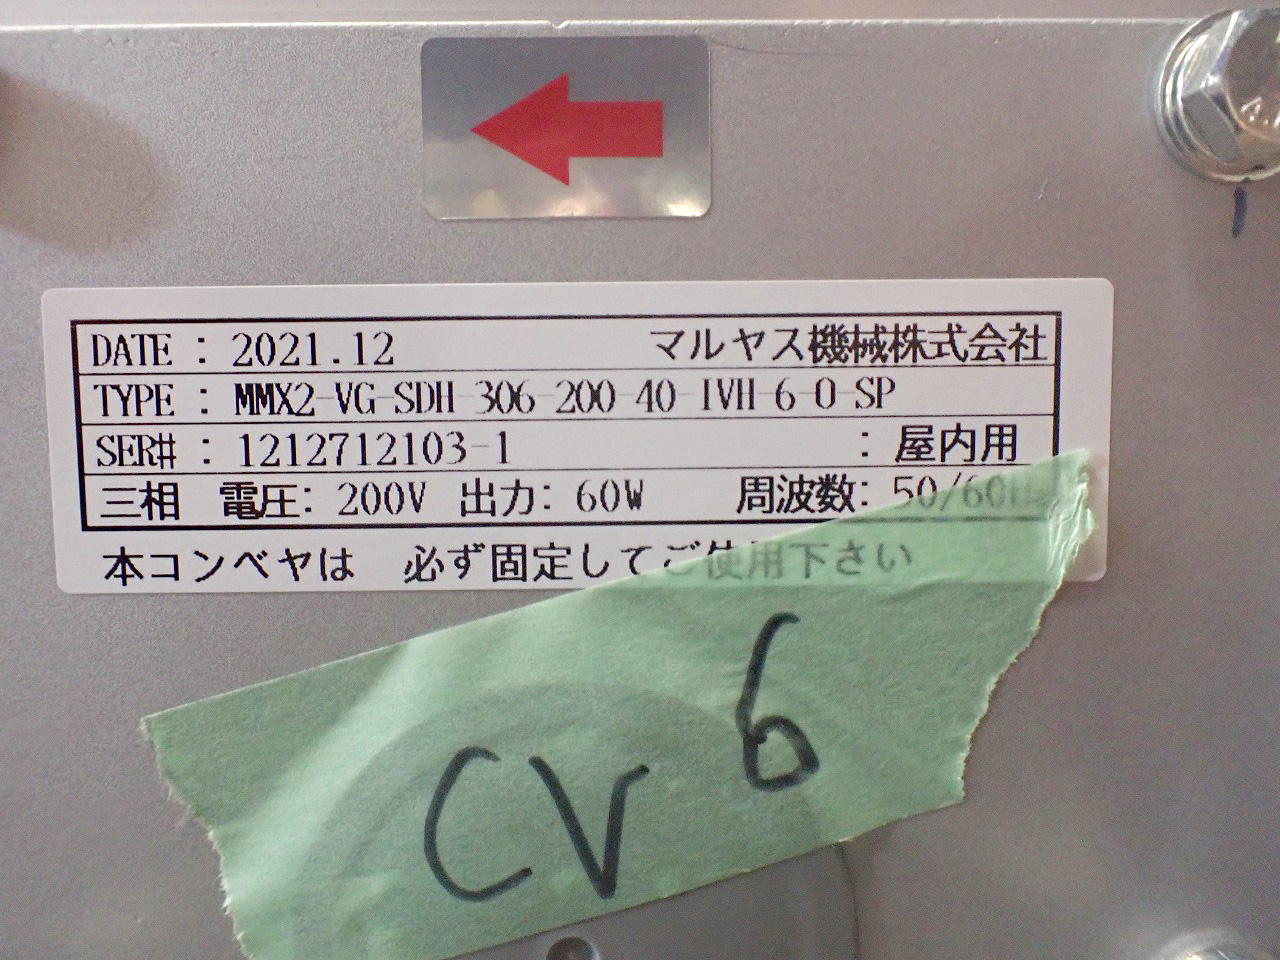 DATE : 2021.12 マルヤス機械株式会社
TYPE : MMX2-VG-SDH-306-200-40-IVH-6-0-SP
SER# : 1212712103-1 : 屋内用
三相 電圧: 200V 出力: 60W 周波数: 50/60Hz
本コンベヤは 必ず固定してご使用下さい
CV 6